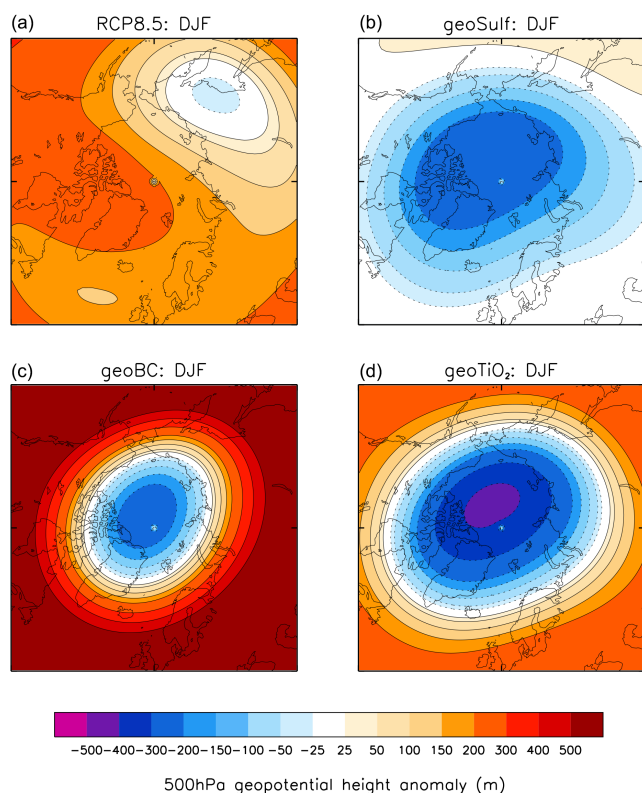 (a) RCP8.5: DJF
(b) geoSulf: DJF
(c) geoBC: DJF
(d) geoTiO₂: DJF
-500-400-300-200-150-100 -50 -25 25 50 100 150 200 300 400 500
500hPa geopotential height anomaly (m)